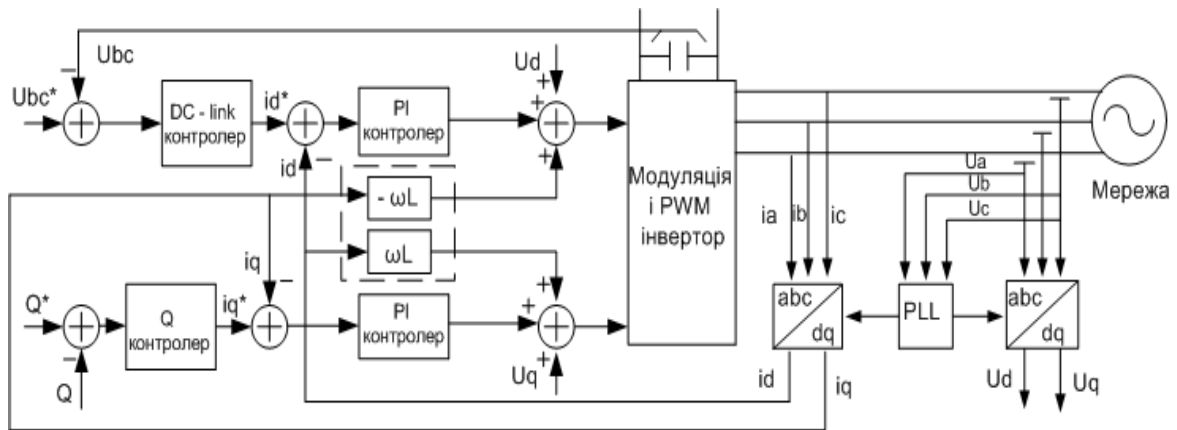 Ubc
Ubc*
DC - link
контролер
id*
id
PI
контролер
Ud
- ωL
ωL
iq
Q*
Q
Q
контролер
iq*
PI
контролер
Uq
Модуляція
і PWM
інвертор
ia
ib
ic
Ua
Ub
Uc
Мережа
abc
dq
PLL
abc
dq
id
iq
Ud
Uq